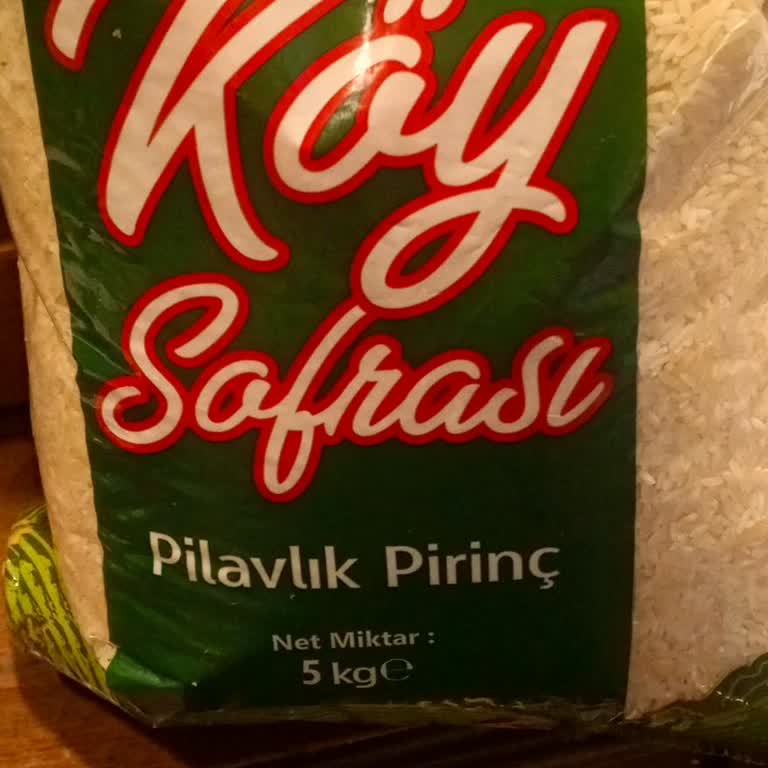 Köy
Sofrası
Pilavlık Pirinç
Net Miktar :
5 kg℮